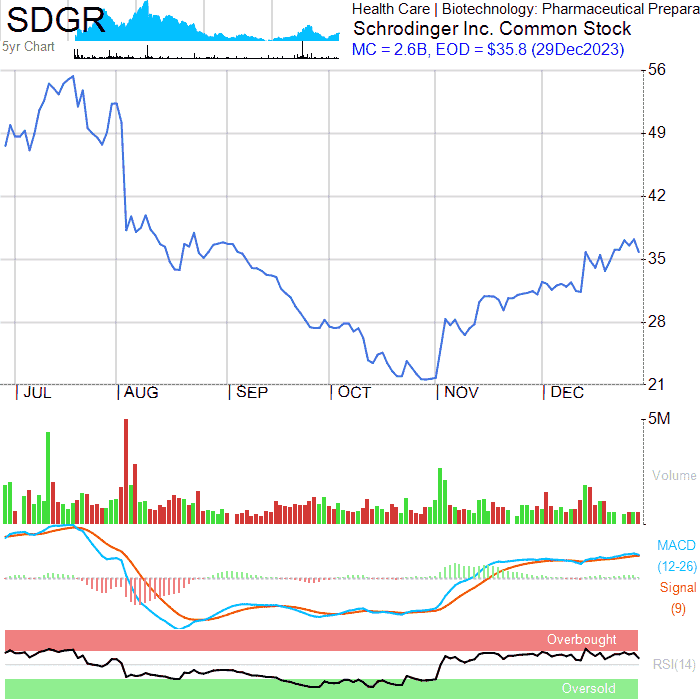 SDGR
5yr Chart
Health Care | Biotechnology: Pharmaceutical Prepara
Schrodinger Inc. Common Stock
MC = 2.6B, EOD = $35.8 (29Dec2023)
56
49
42
35
28
21
JUL
AUG
SEP
OCT
NOV
DEC
5M
Volume
MACD
(12-26)
Signal
(9)
Overbought
RSI(14)
Oversold